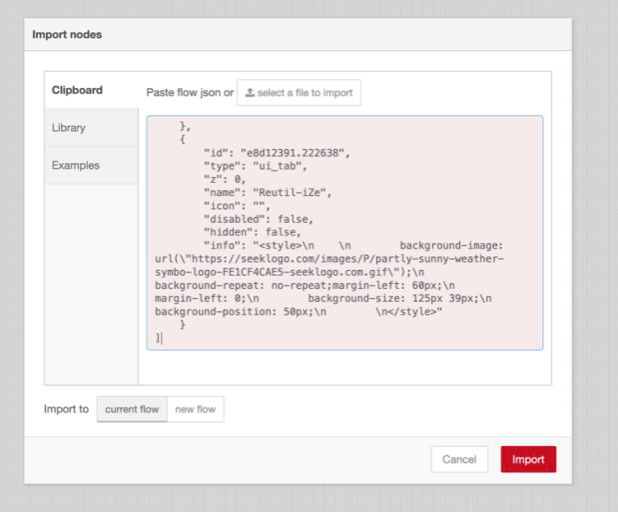 Import nodes
Clipboard
Library
Examples
Paste flow json or select a file to import
},
{
"id": "e8d12391.222638",
"type": "ui_tab",
"z": 0,
"name": "Reutil-iZe",
"icon": "",
"disabled": false,
"hidden": false,
"info": "<style>\n    \n        background-image:
url(\"https://seeklogo.com/images/P/partly-sunny-weather-
symbo-logo-FE1CF4CAE5-seeklogo.com.gif\");\n
background-repeat: no-repeat;margin-left: 60px;\n
margin-left: 0;\n        background-size: 125px 39px;\n
background-position: 50px;\n        \n</style>"
}
]
Import to current flow new flow
Cancel Import